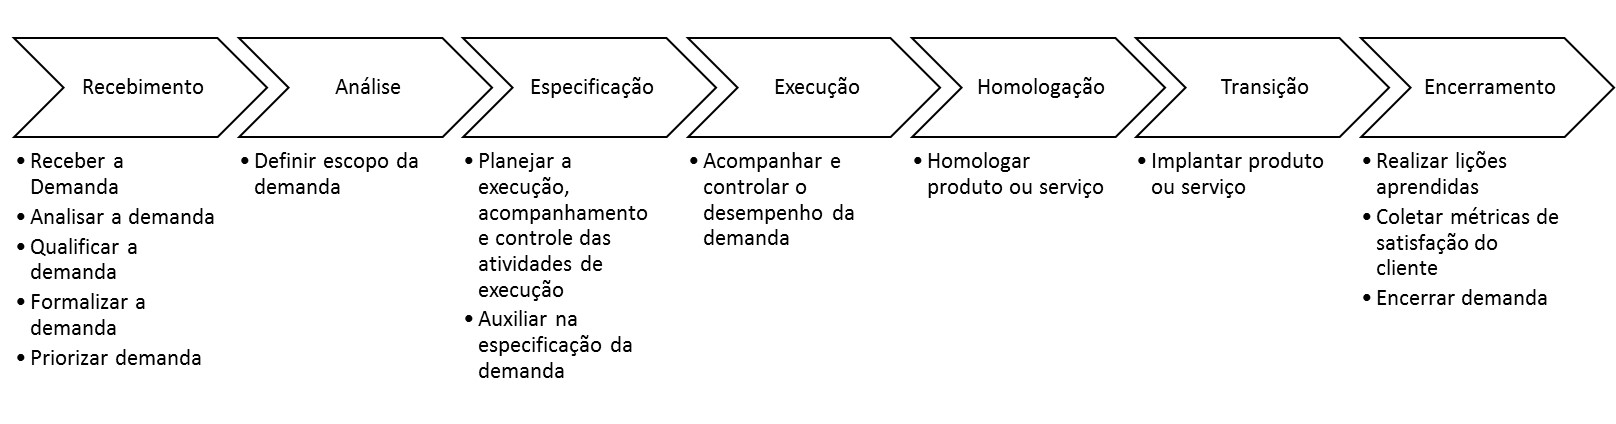 Recebimento
• Receber a
Demanda
• Analisar a demanda
• Qualificar a
demanda
• Formalizar a
demanda
• Priorizar demanda
Análise
• Definir escopo da
demanda
Especificação
• Planejar a
execução,
acompanhamento
e controle das
atividades de
execução
• Auxiliar na
especificação da
demanda
Execução
• Acompanhar e
controlar o
desempenho da
demanda
Homologação
• Homologar
produto ou serviço
Transição
• Implantar produto
ou serviço
Encerramento
• Realizar lições
aprendidas
• Coletar métricas de
satisfação do
cliente
• Encerrar demanda